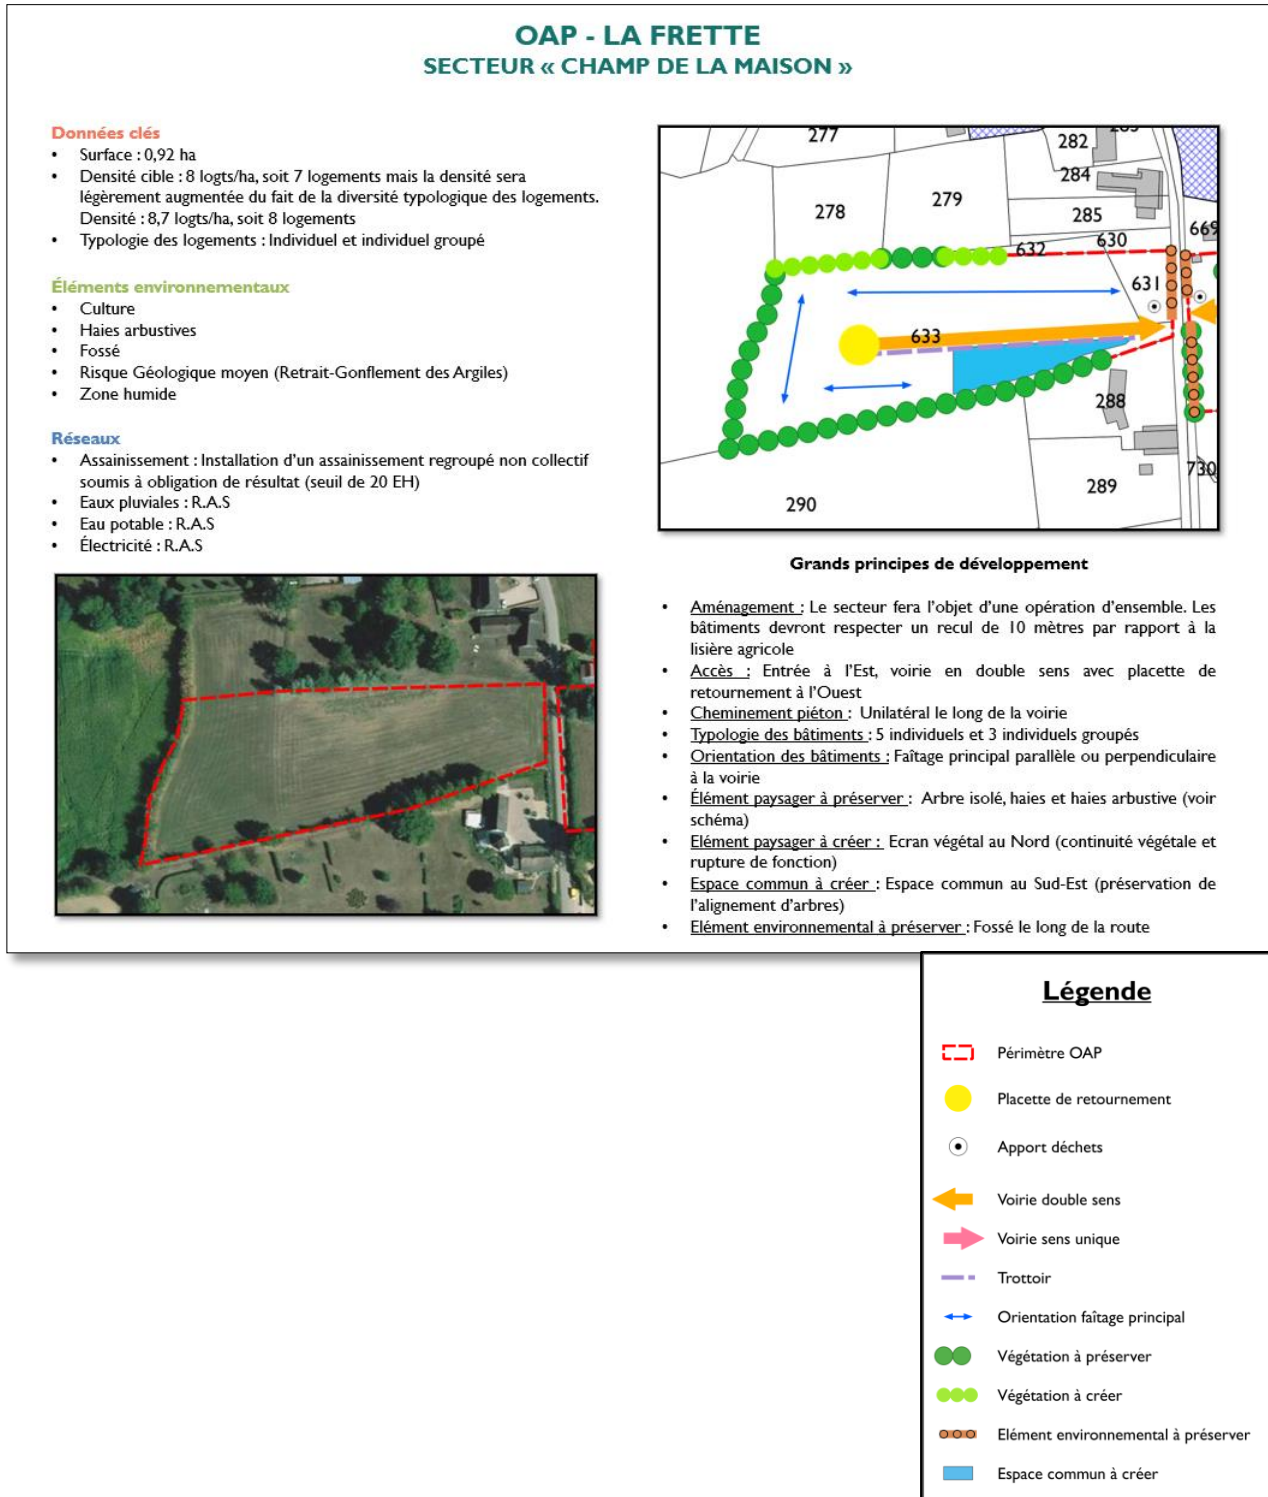 OAP - LA FRETTE
SECTEUR « CHAMP DE LA MAISON »
Données clés
• Surface : 0,92 ha
• Densité cible : 8 logts/ha, soit 7 logements mais la densité sera
légèrement augmentée du fait de la diversité typologique des logements.
Densité : 8,7 logts/ha, soit 8 logements
• Typologie des logements : Individuel et individuel groupé
Éléments environnementaux
• Culture
• Haies arbustives
• Fossé
• Risque Géologique moyen (Retrait-Gonflement des Argiles)
• Zone humide
Réseaux
• Assainissement : Installation d'un assainissement regroupé non collectif
soumis à obligation de résultat (seuil de 20 EH)
• Eaux pluviales : R.A.S
• Eau potable : R.A.S
• Électricité : R.A.S
277
282
283
284
278
279
285
669
632
630
631
633
288
730
289
290
Grands principes de développement
• Aménagement : Le secteur fera l'objet d'une opération d'ensemble. Les
bâtiments devront respecter un recul de 10 mètres par rapport à la
lisière agricole
• Accès : Entrée à l'Est, voirie en double sens avec placette de
retournement à l'Ouest
• Cheminement piéton : Unilatéral le long de la voirie
• Typologie des bâtiments : 5 individuels et 3 individuels groupés
• Orientation des bâtiments : Faîtage principal parallèle ou perpendiculaire
à la voirie
• Élément paysager à préserver : Arbre isolé, haies et haies arbustive (voir
schéma)
• Elément paysager à créer : Ecran végétal au Nord (continuité végétale et
rupture de fonction)
• Espace commun à créer : Espace commun au Sud-Est (préservation de
l'alignement d'arbres)
• Elément environnemental à préserver : Fossé le long de la route
Légende
Périmètre OAP
Placette de retournement
Apport déchets
Voirie double sens
Voirie sens unique
Trottoir
Orientation faîtage principal
Végétation à préserver
Végétation à créer
Elément environnemental à préserver
Espace commun à créer